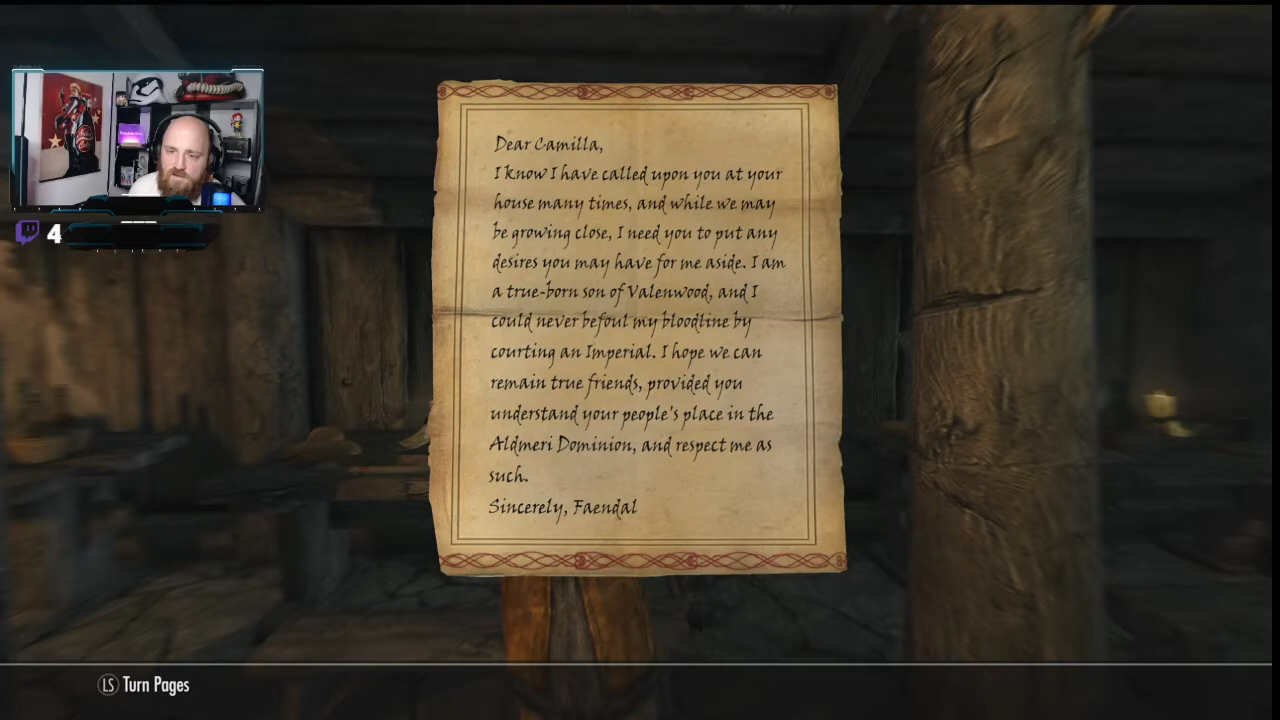 Dear Camilla,
I know I have called upon you at your
house many times, and while we may
be growing close, I need you to put any
desires you may have for me aside. I am
a true-born son of Valenwood, and I
could never befoul my bloodline by
courting an Imperial. I hope we can
remain true friends, provided you
understand your people's place in the
Aldmeri Dominion, and respect me as
such.
Sincerely, Faendal
4
LS Turn Pages